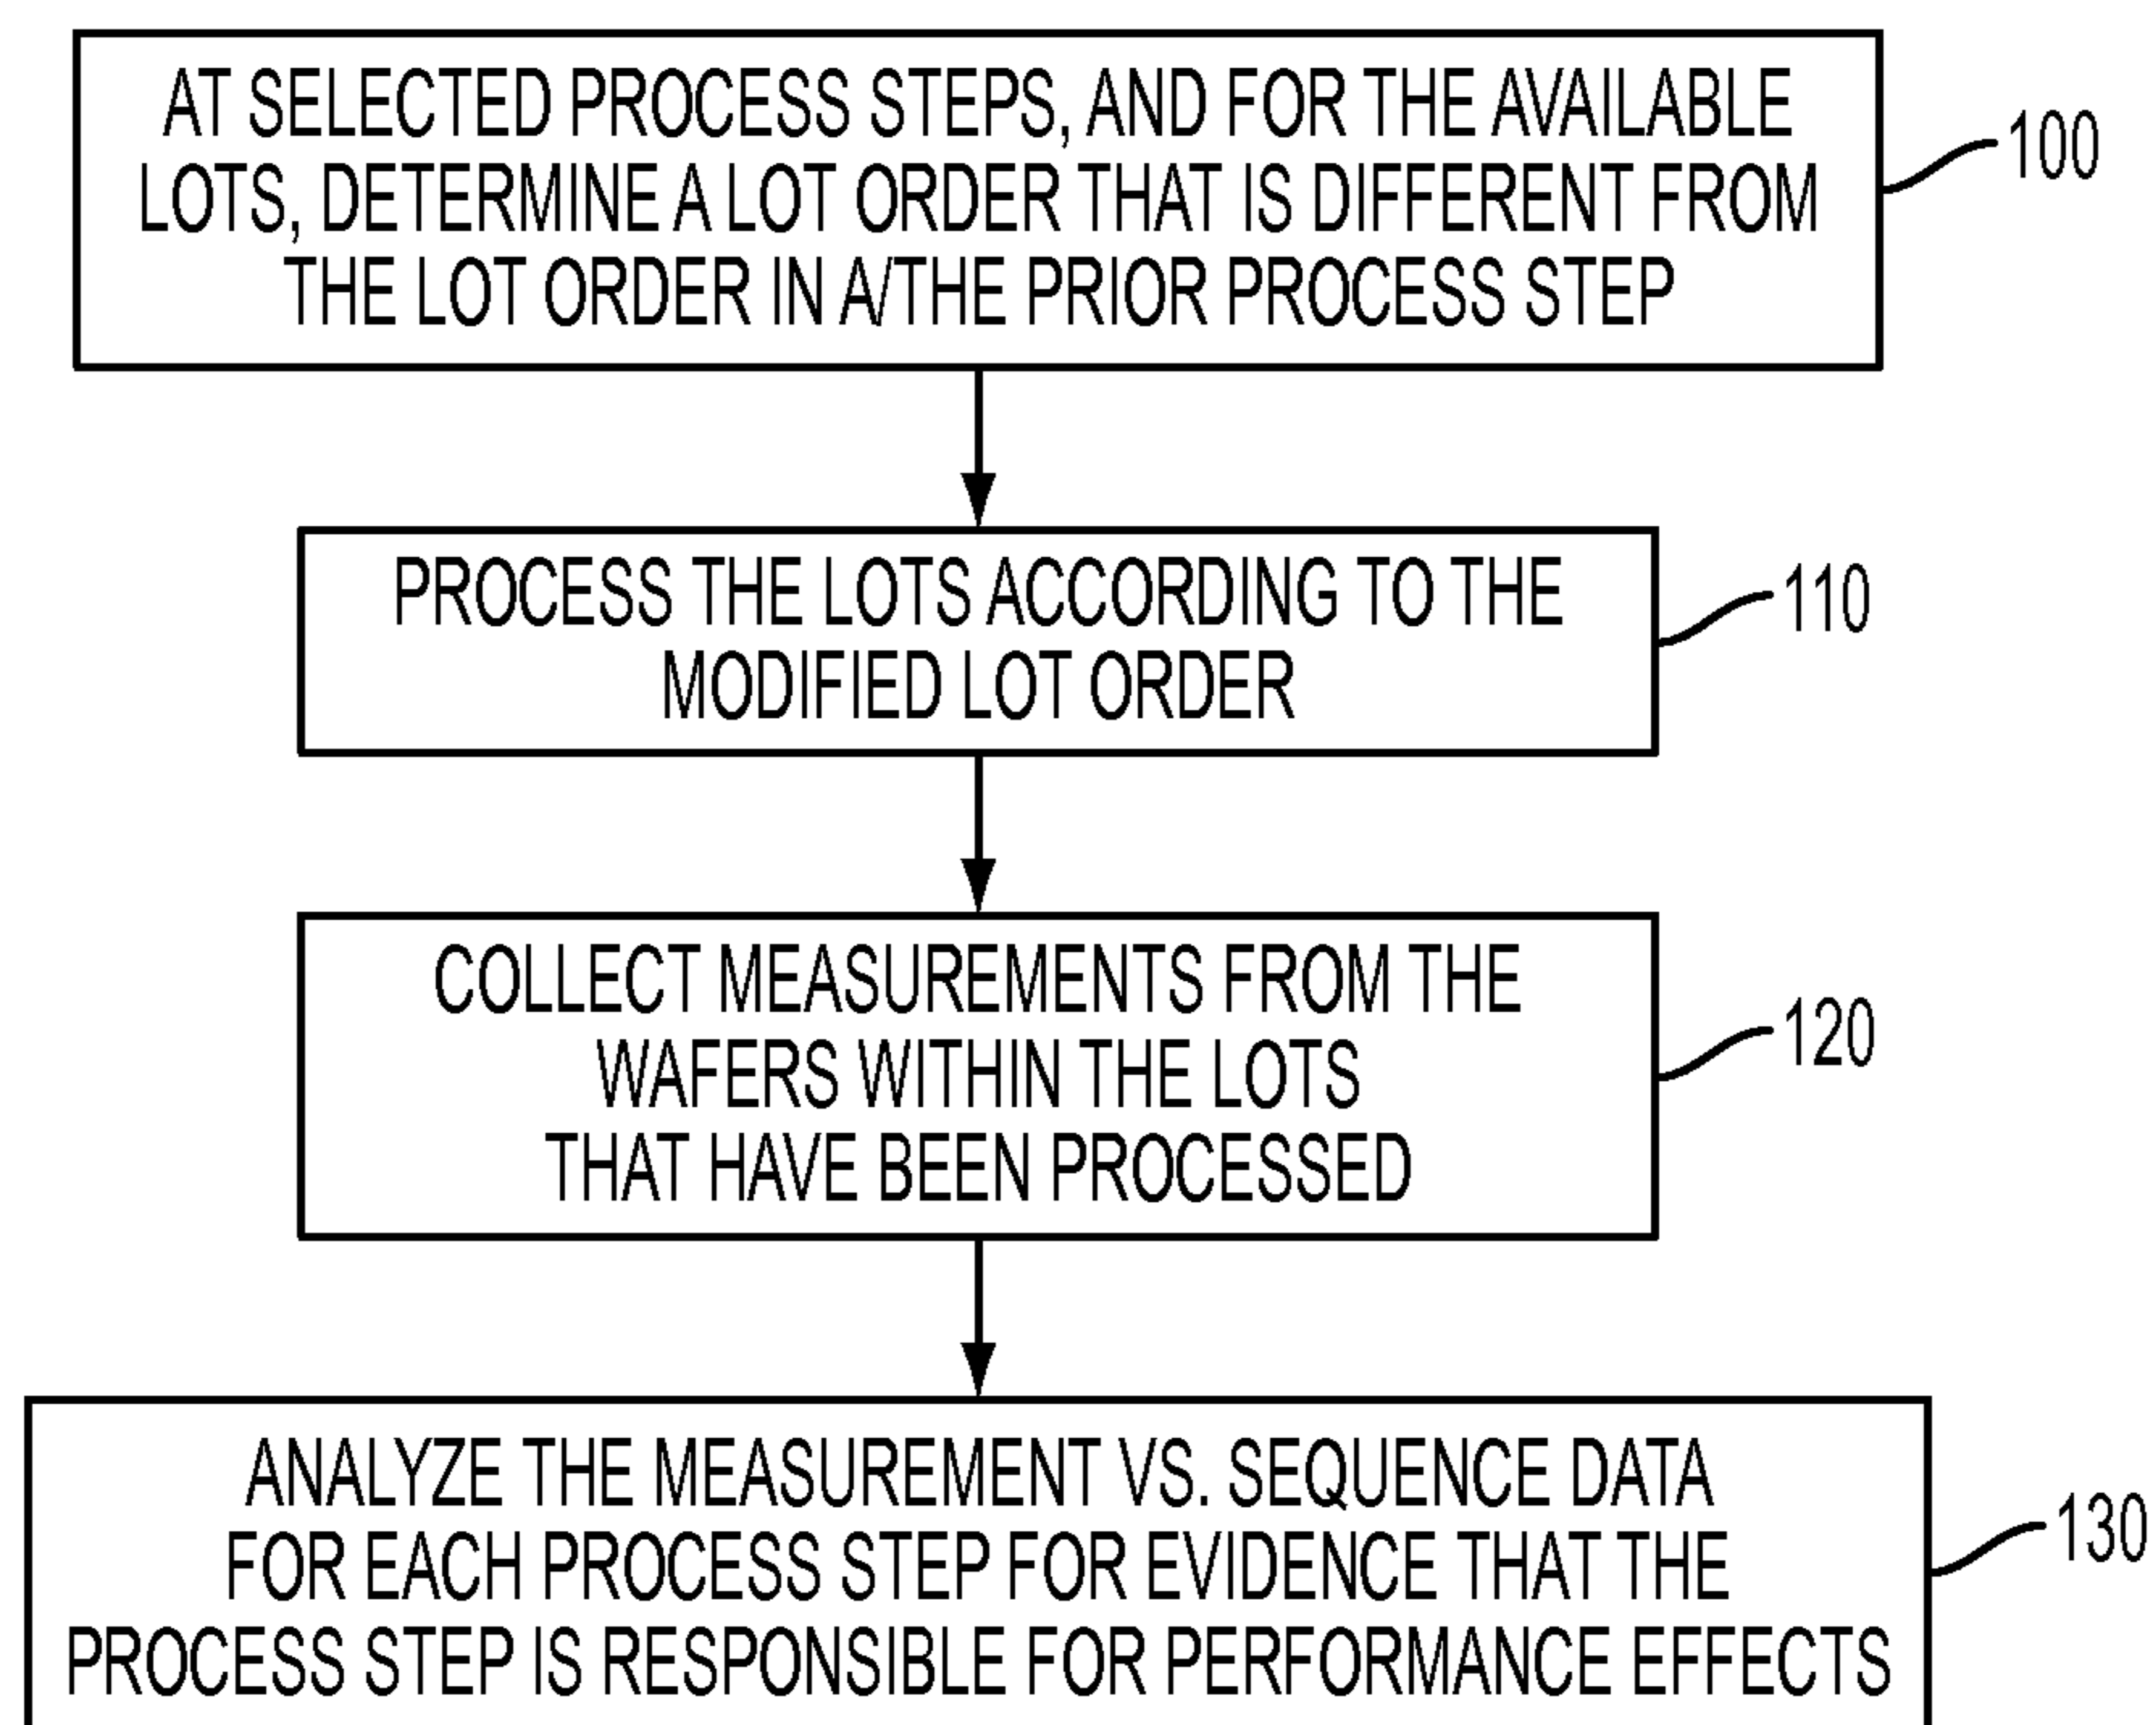 AT SELECTED PROCESS STEPS, AND FOR THE AVAILABLE
LOTS, DETERMINE A LOT ORDER THAT IS DIFFERENT FROM
THE LOT ORDER IN A/THE PRIOR PROCESS STEP
100
PROCESS THE LOTS ACCORDING TO THE
MODIFIED LOT ORDER
110
COLLECT MEASUREMENTS FROM THE
WAFERS WITHIN THE LOTS
THAT HAVE BEEN PROCESSED
120
ANALYZE THE MEASUREMENT VS. SEQUENCE DATA
FOR EACH PROCESS STEP FOR EVIDENCE THAT THE
PROCESS STEP IS RESPONSIBLE FOR PERFORMANCE EFFECTS
130